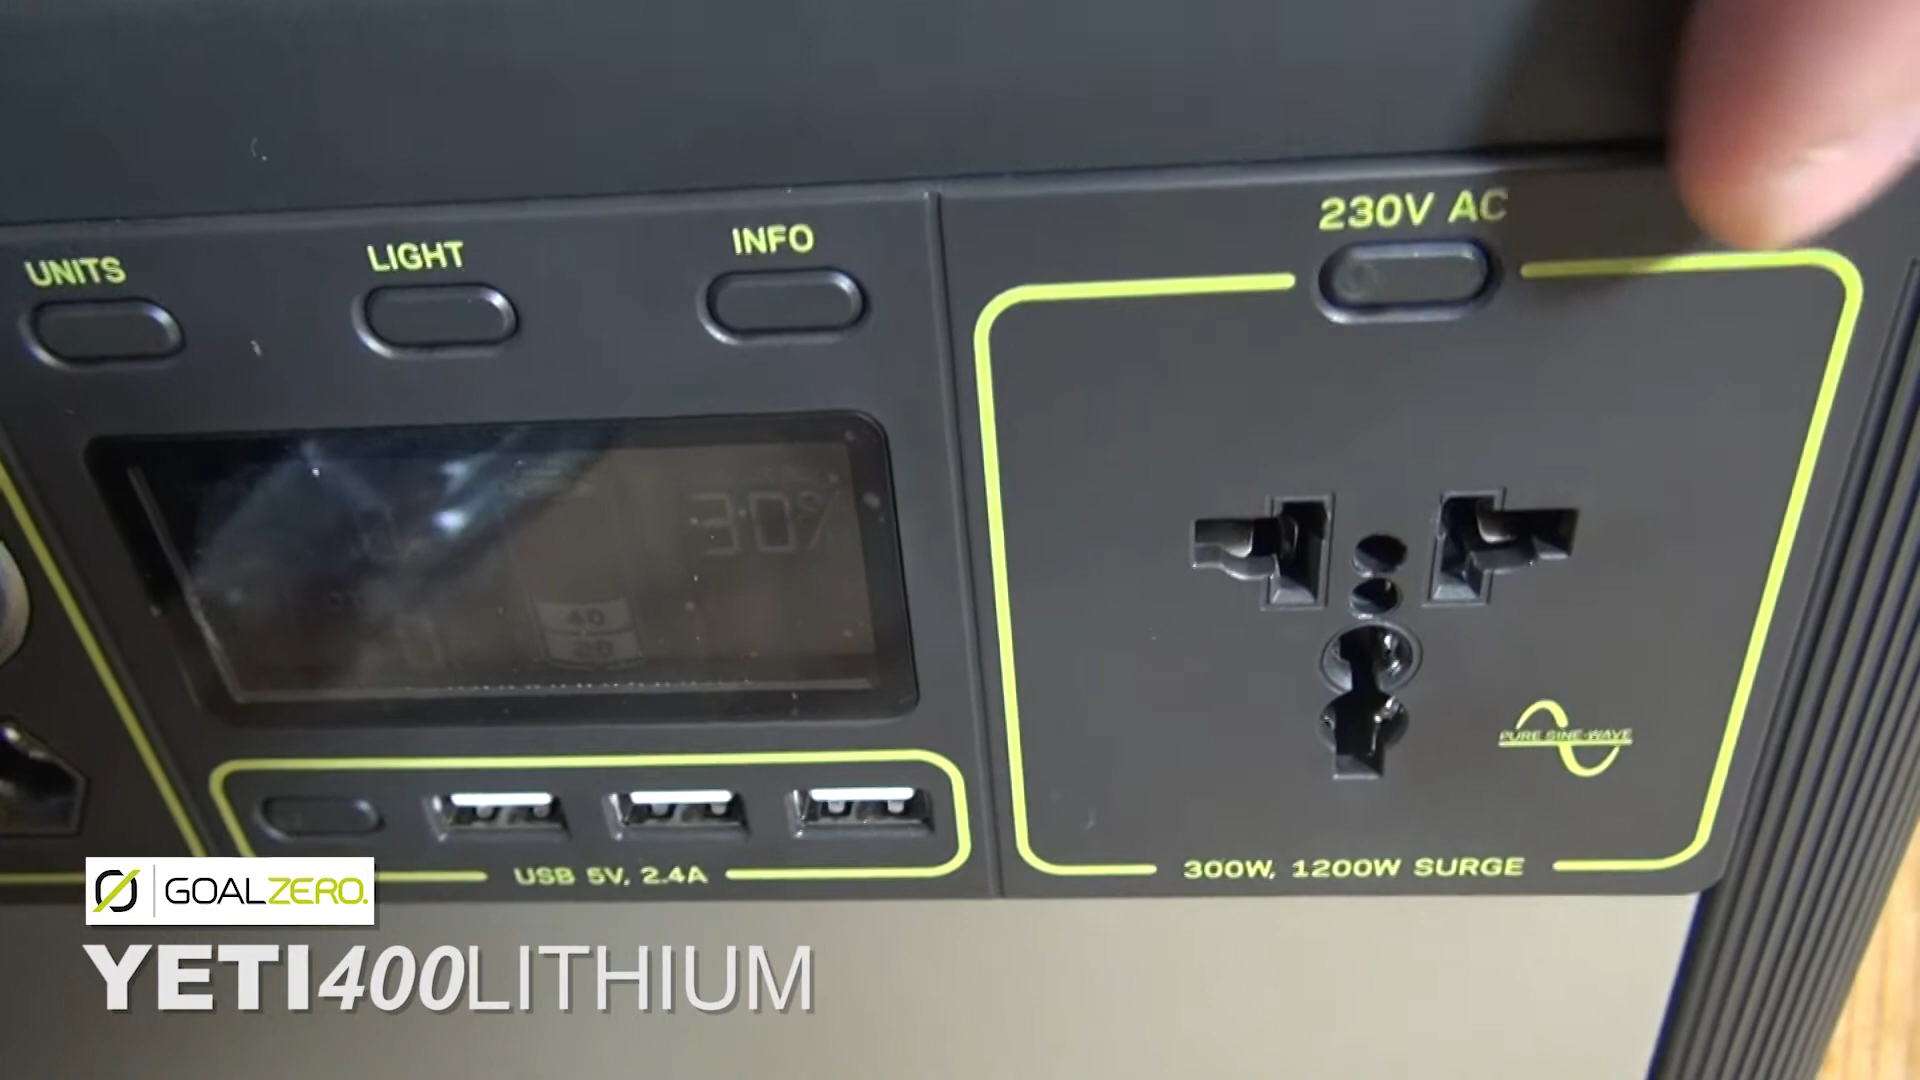 230V AC
UNITS
LIGHT
INFO
30%
40
20
PURE SINE-WAVE
USB 5V, 2.4A
300W, 1200W SURGE
GOALZERO.
YETI400LITHIUM